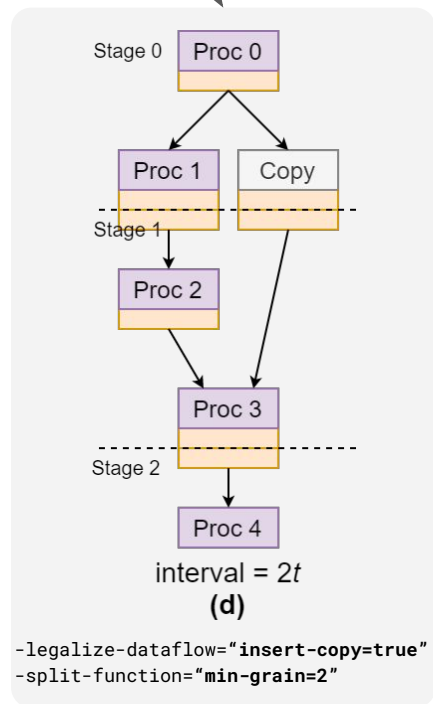 Stage 0
Proc 0
Proc 1
Copy
Stage 1
Proc 2
Proc 3
Stage 2
Proc 4
interval = 2t
(d)
-legalize-dataflow=“insert-copy=true”
-split-function=“min-grain=2”